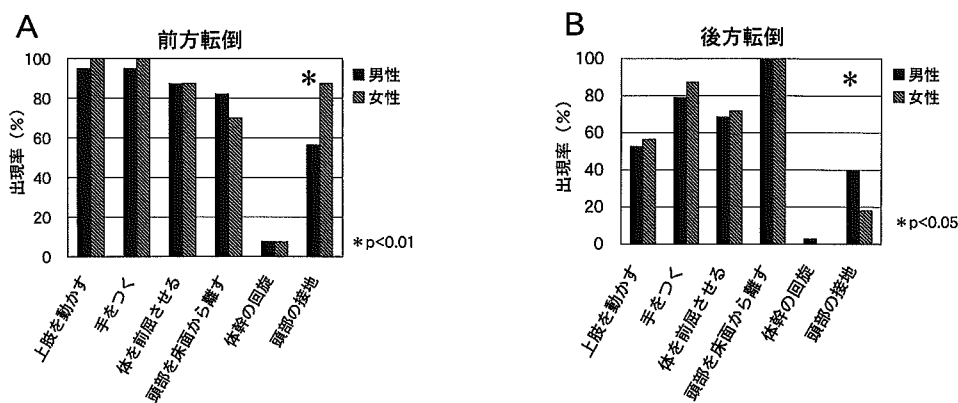 A
前方転倒
出現率 (%)
100
80
60
40
20
0
*
■男性
▧女性
*p<0.01
上肢を動かす
手をつく
体を前屈させる
頭部を床面から離す
体幹の回旋
頭部の接地
B
後方転倒
出現率 (%)
100
80
60
40
20
0
*
■男性
▧女性
*p<0.05
上肢を動かす
手をつく
体を前屈させる
頭部を床面から離す
体幹の回旋
頭部の接地